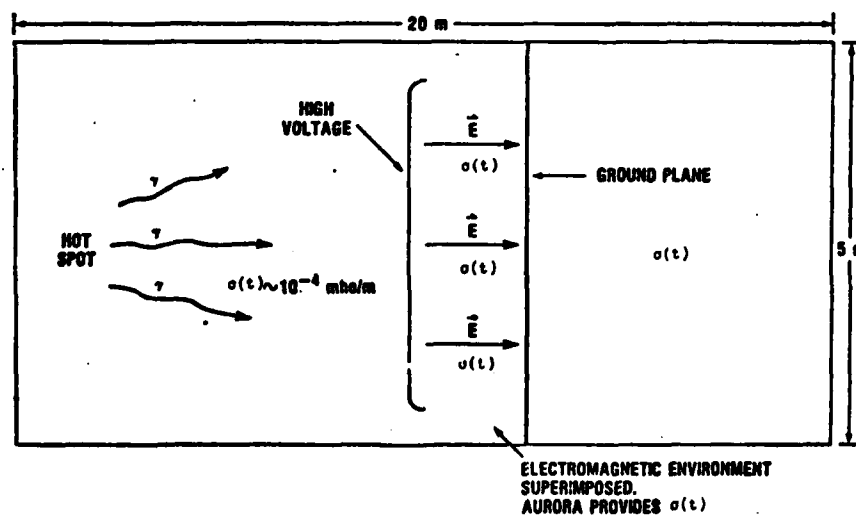 20 m
HIGH
VOLTAGE
E
σ(t)
GROUND PLANE
γ
HOT
SPOT
γ
E
σ(t)
σ(t)
5
γ
σ(t)~10⁻⁴ mho/m
E
σ(t)
ELECTROMAGNETIC ENVIRONMENT
SUPERIMPOSED.
AURORA PROVIDES σ(t)